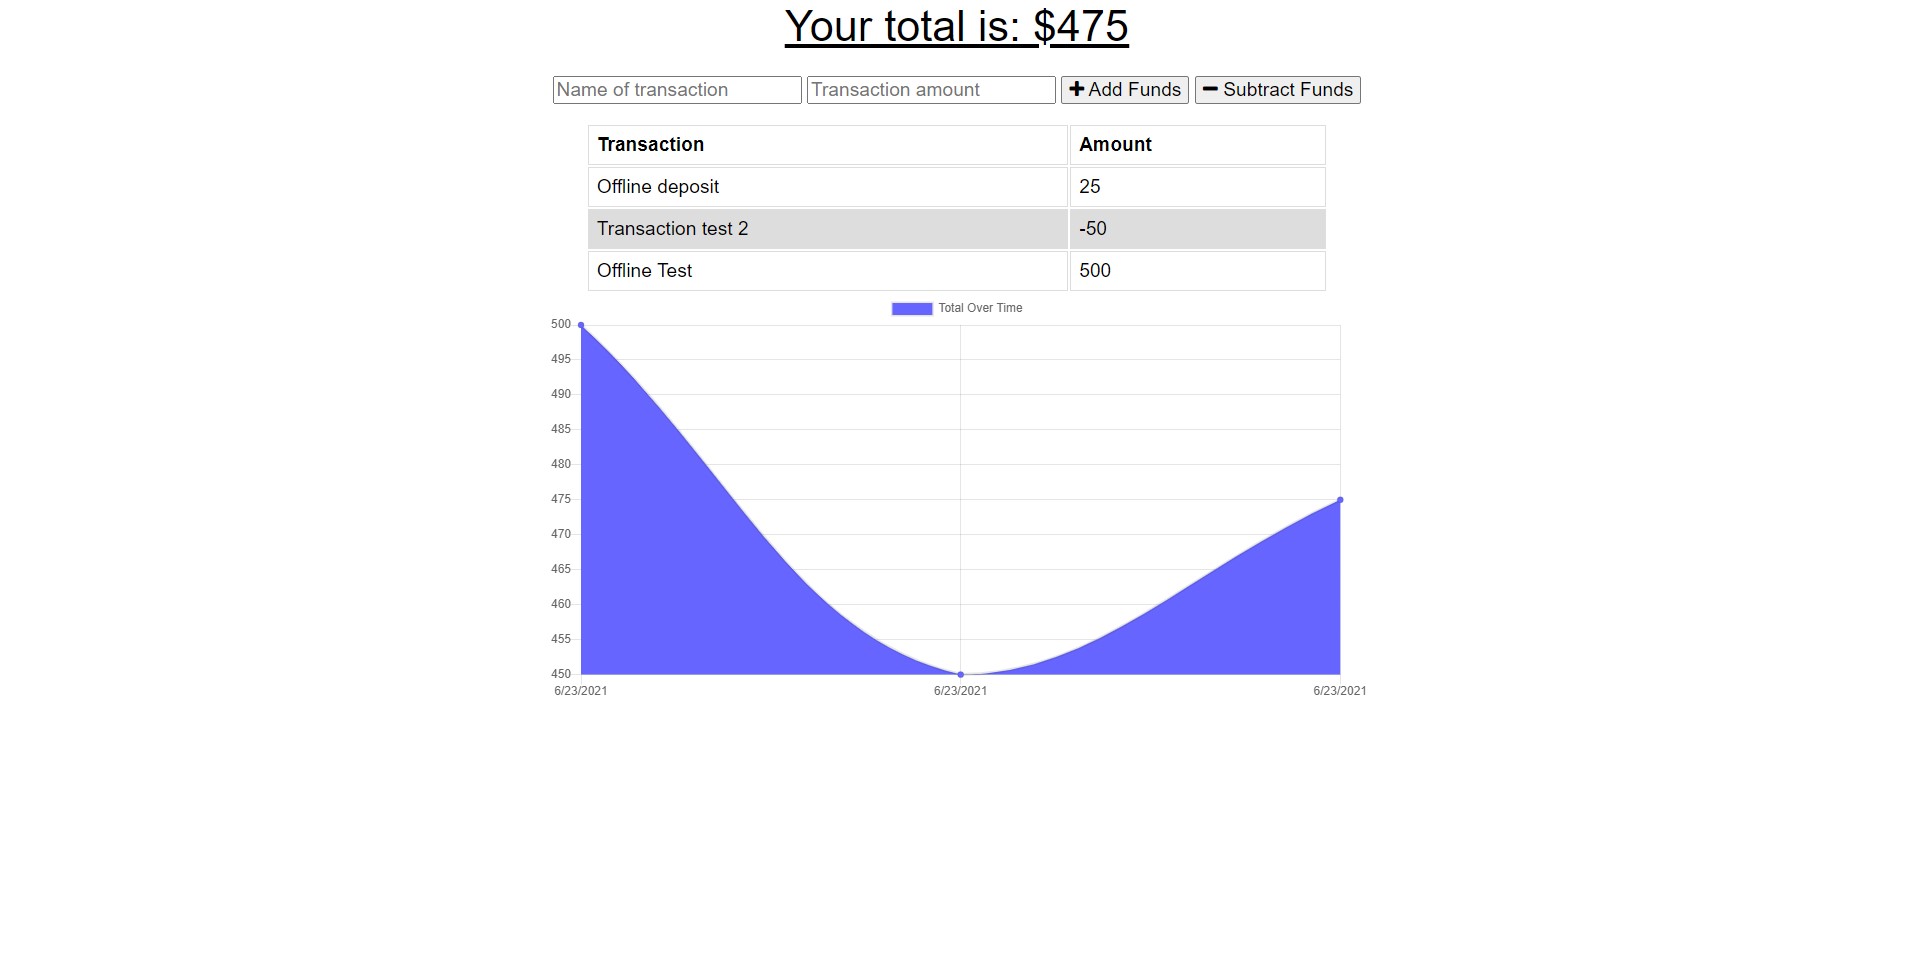 Your total is: $475
Name of transaction Transaction amount Add Funds Subtract Funds
Transaction Amount
Offline deposit 25
Transaction test 2 -50
Offline Test 500
Total Over Time
500
495
490
485
480
475
470
465
460
455
450
6/23/2021 6/23/2021 6/23/2021